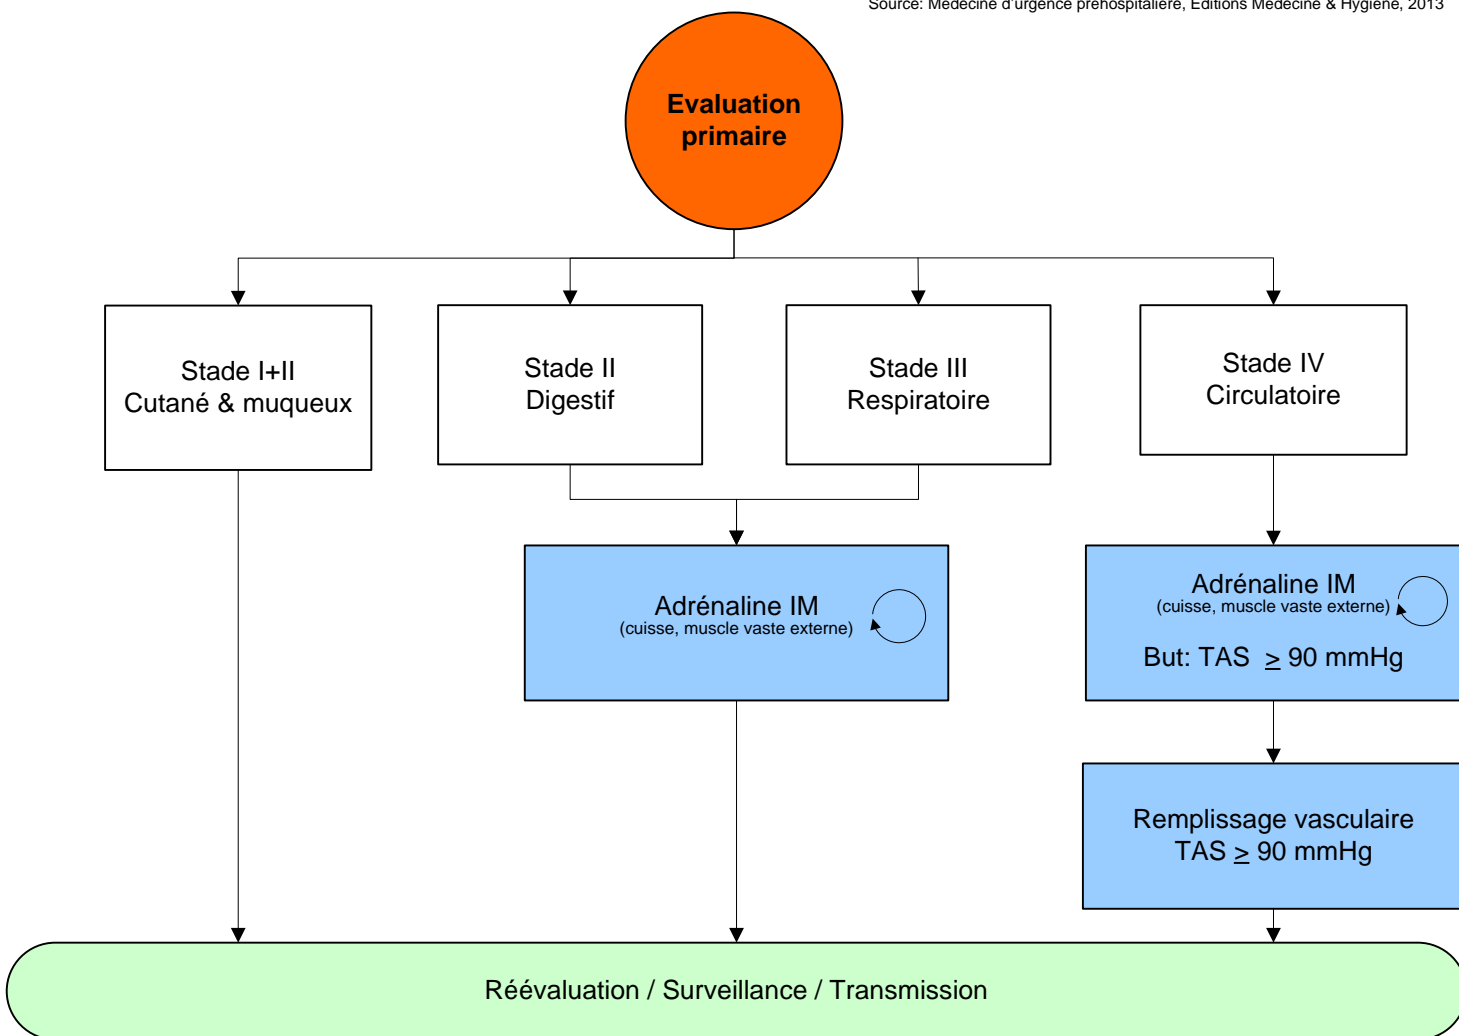 Source: Médecine d'urgence préhospitalière, Editions Médecine & Hygiène, 2013
Evaluation
primaire
Stade I+II
Cutané & muqueux
Stade II
Digestif
Stade III
Respiratoire
Stade IV
Circulatoire
Adrénaline IM
(cuisse, muscle vaste externe)
Adrénaline IM
(cuisse, muscle vaste externe)
But: TAS ≥ 90 mmHg
Remplissage vasculaire
TAS ≥ 90 mmHg
Réévaluation / Surveillance / Transmission